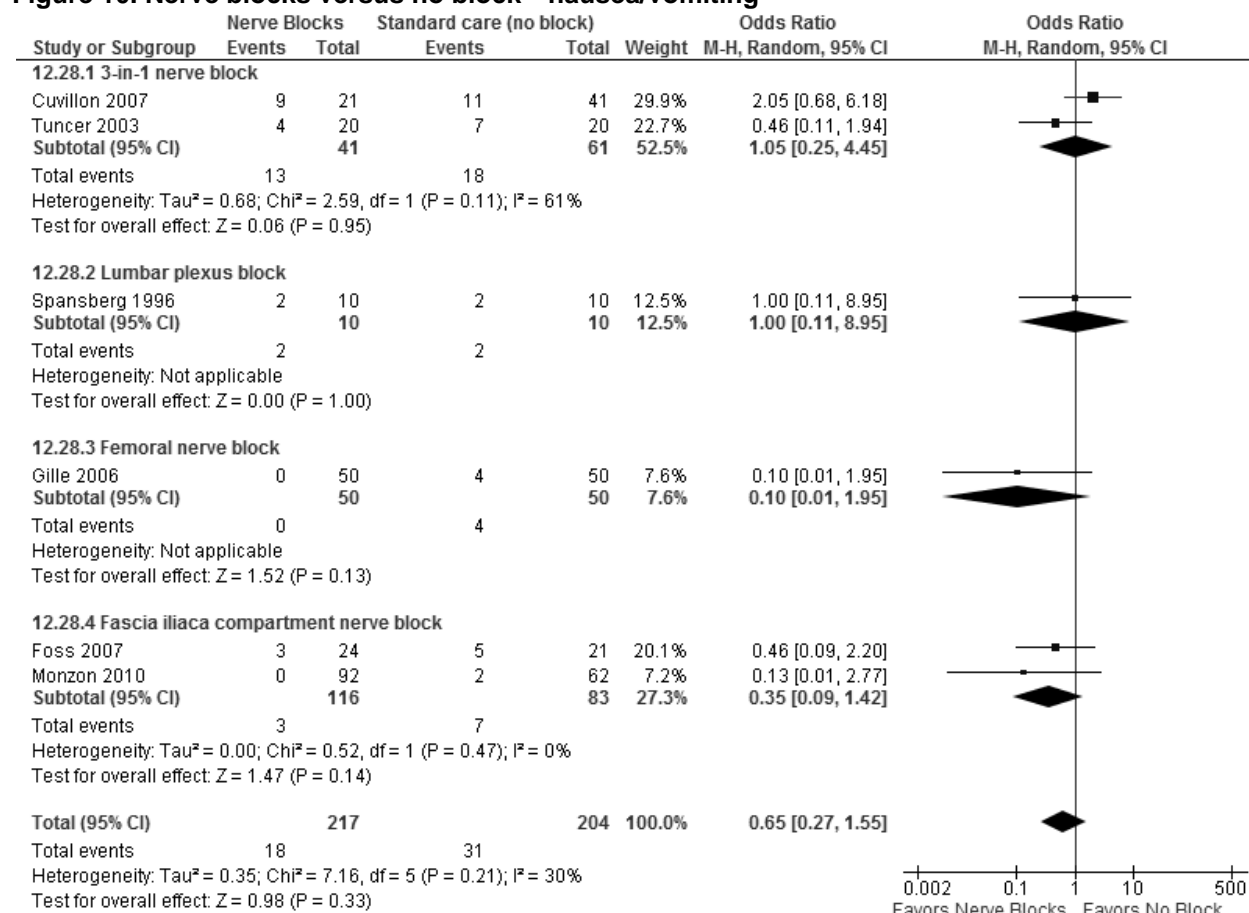 Figure 10. Nerve blocks versus no block—nausea/vomiting
Nerve Blocks Standard care (no block) Odds Ratio Odds Ratio
Study or Subgroup Events Total Events Total Weight M-H, Random, 95% CI M-H, Random, 95% CI
12.28.1 3-in-1 nerve block
Cuvillon 2007 9 21 11 41 29.9% 2.05 [0.68, 6.18]
Tuncer 2003 4 20 7 20 22.7% 0.46 [0.11, 1.94]
Subtotal (95% CI) 41 61 52.5% 1.05 [0.25, 4.45]
Total events 13 18
Heterogeneity: Tau² = 0.68; Chi² = 2.59, df = 1 (P = 0.11); I² = 61%
Test for overall effect: Z = 0.06 (P = 0.95)
12.28.2 Lumbar plexus block
Spansberg 1996 2 10 2 10 12.5% 1.00 [0.11, 8.95]
Subtotal (95% CI) 10 10 12.5% 1.00 [0.11, 8.95]
Total events 2 2
Heterogeneity: Not applicable
Test for overall effect: Z = 0.00 (P = 1.00)
12.28.3 Femoral nerve block
Gille 2006 0 50 4 50 7.6% 0.10 [0.01, 1.95]
Subtotal (95% CI) 50 50 7.6% 0.10 [0.01, 1.95]
Total events 0 4
Heterogeneity: Not applicable
Test for overall effect: Z = 1.52 (P = 0.13)
12.28.4 Fascia iliaca compartment nerve block
Foss 2007 3 24 5 21 20.1% 0.46 [0.09, 2.20]
Monzon 2010 0 92 2 62 7.2% 0.13 [0.01, 2.77]
Subtotal (95% CI) 116 83 27.3% 0.35 [0.09, 1.42]
Total events 3 7
Heterogeneity: Tau² = 0.00; Chi² = 0.52, df = 1 (P = 0.47); I² = 0%
Test for overall effect: Z = 1.47 (P = 0.14)
Total (95% CI) 217 204 100.0% 0.65 [0.27, 1.55]
Total events 18 31
Heterogeneity: Tau² = 0.35; Chi² = 7.16, df = 5 (P = 0.21); I² = 30%
Test for overall effect: Z = 0.98 (P = 0.33)
0.002 0.1 1 10 500
Favors Nerve Blocks Favors No Block